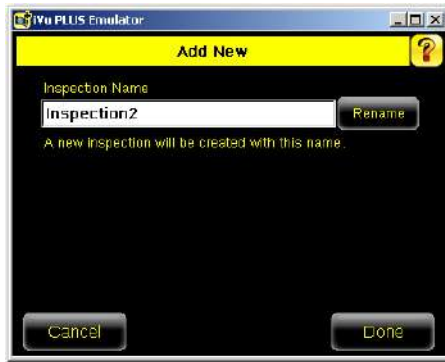 iVu PLUS Emulator
Add New
?
Inspection Name
Inspection2
Rename
A new inspection will be created with this name.
Cancel
Done